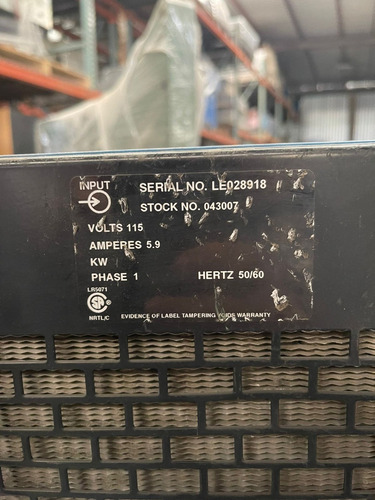 INPUT
SERIAL NO. LE028918
STOCK NO. 043007
VOLTS 115
AMPERES 5.9
KW
PHASE 1
HERTZ 50/60
LR5071
NRTL/C
EVIDENCE OF LABEL TAMPERING VOIDS WARRANTY